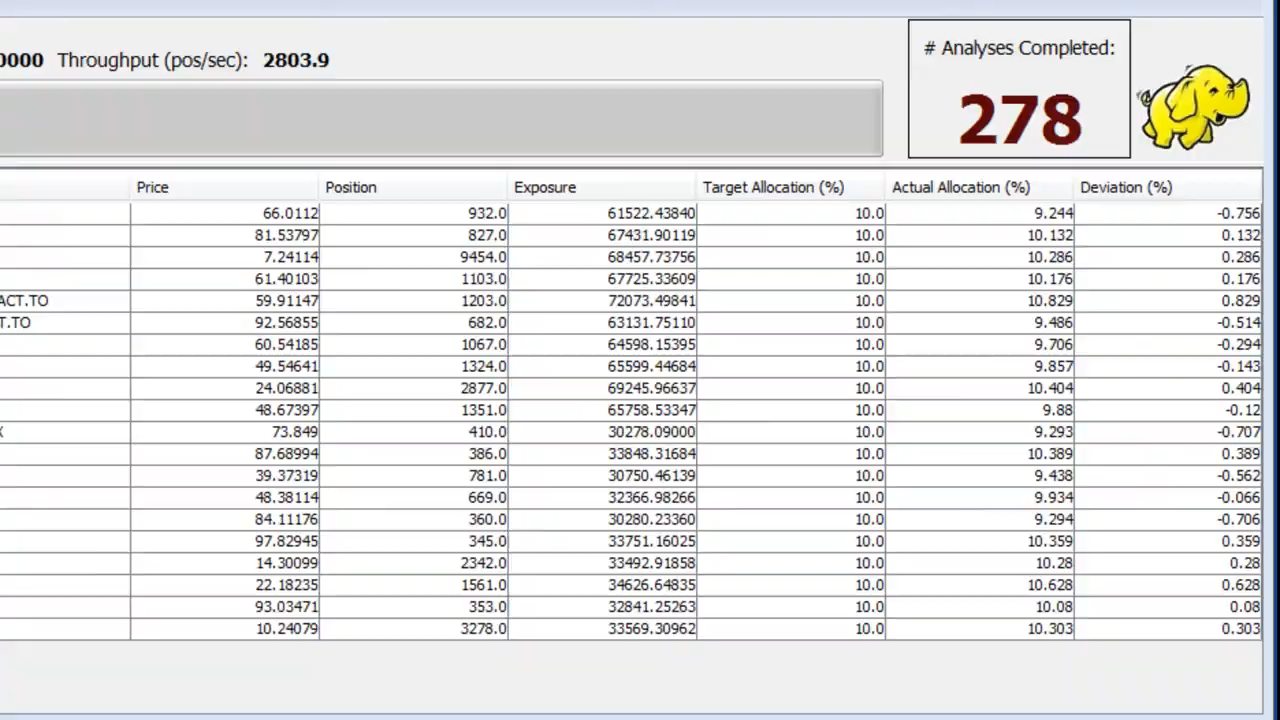 # Analyses Completed:
0000 Throughput (pos/sec): 2803.9
278
Price Position Exposure Target Allocation (%) Actual Allocation (%) Deviation (%)
66.0112 932.0 61522.43840 10.0 9.244 -0.756
81.53797 827.0 67431.90119 10.0 10.132 0.132
7.24114 9454.0 68457.73756 10.0 10.286 0.286
61.40103 1103.0 67725.33609 10.0 10.176 0.176
ACT.TO 59.91147 1203.0 72073.49841 10.0 10.829 0.829
T.TO 92.56855 682.0 63131.75110 10.0 9.486 -0.514
60.54185 1067.0 64598.15395 10.0 9.706 -0.294
49.54641 1324.0 65599.44684 10.0 9.857 -0.143
24.06881 2877.0 69245.96637 10.0 10.404 0.404
48.67397 1351.0 65758.53347 10.0 9.88 -0.12
X 73.849 410.0 30278.09000 10.0 9.293 -0.707
87.68994 386.0 33848.31684 10.0 10.389 0.389
39.37319 781.0 30750.46139 10.0 9.438 -0.562
48.38114 669.0 32366.98266 10.0 9.934 -0.066
84.11176 360.0 30280.23360 10.0 9.294 -0.706
97.82945 345.0 33751.16025 10.0 10.359 0.359
14.30099 2342.0 33492.91858 10.0 10.28 0.28
22.18235 1561.0 34626.64835 10.0 10.628 0.628
93.03471 353.0 32841.25263 10.0 10.08 0.08
10.24079 3278.0 33569.30962 10.0 10.303 0.303